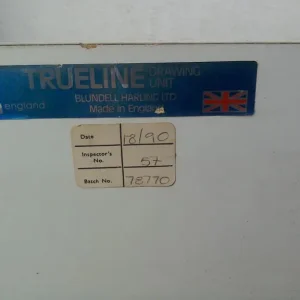 TRUELINE DRAWING UNIT
BLUNDELL HARLING LTD
england Made in England
Date 18/90
Inspector's No. 57
Batch No. 78770